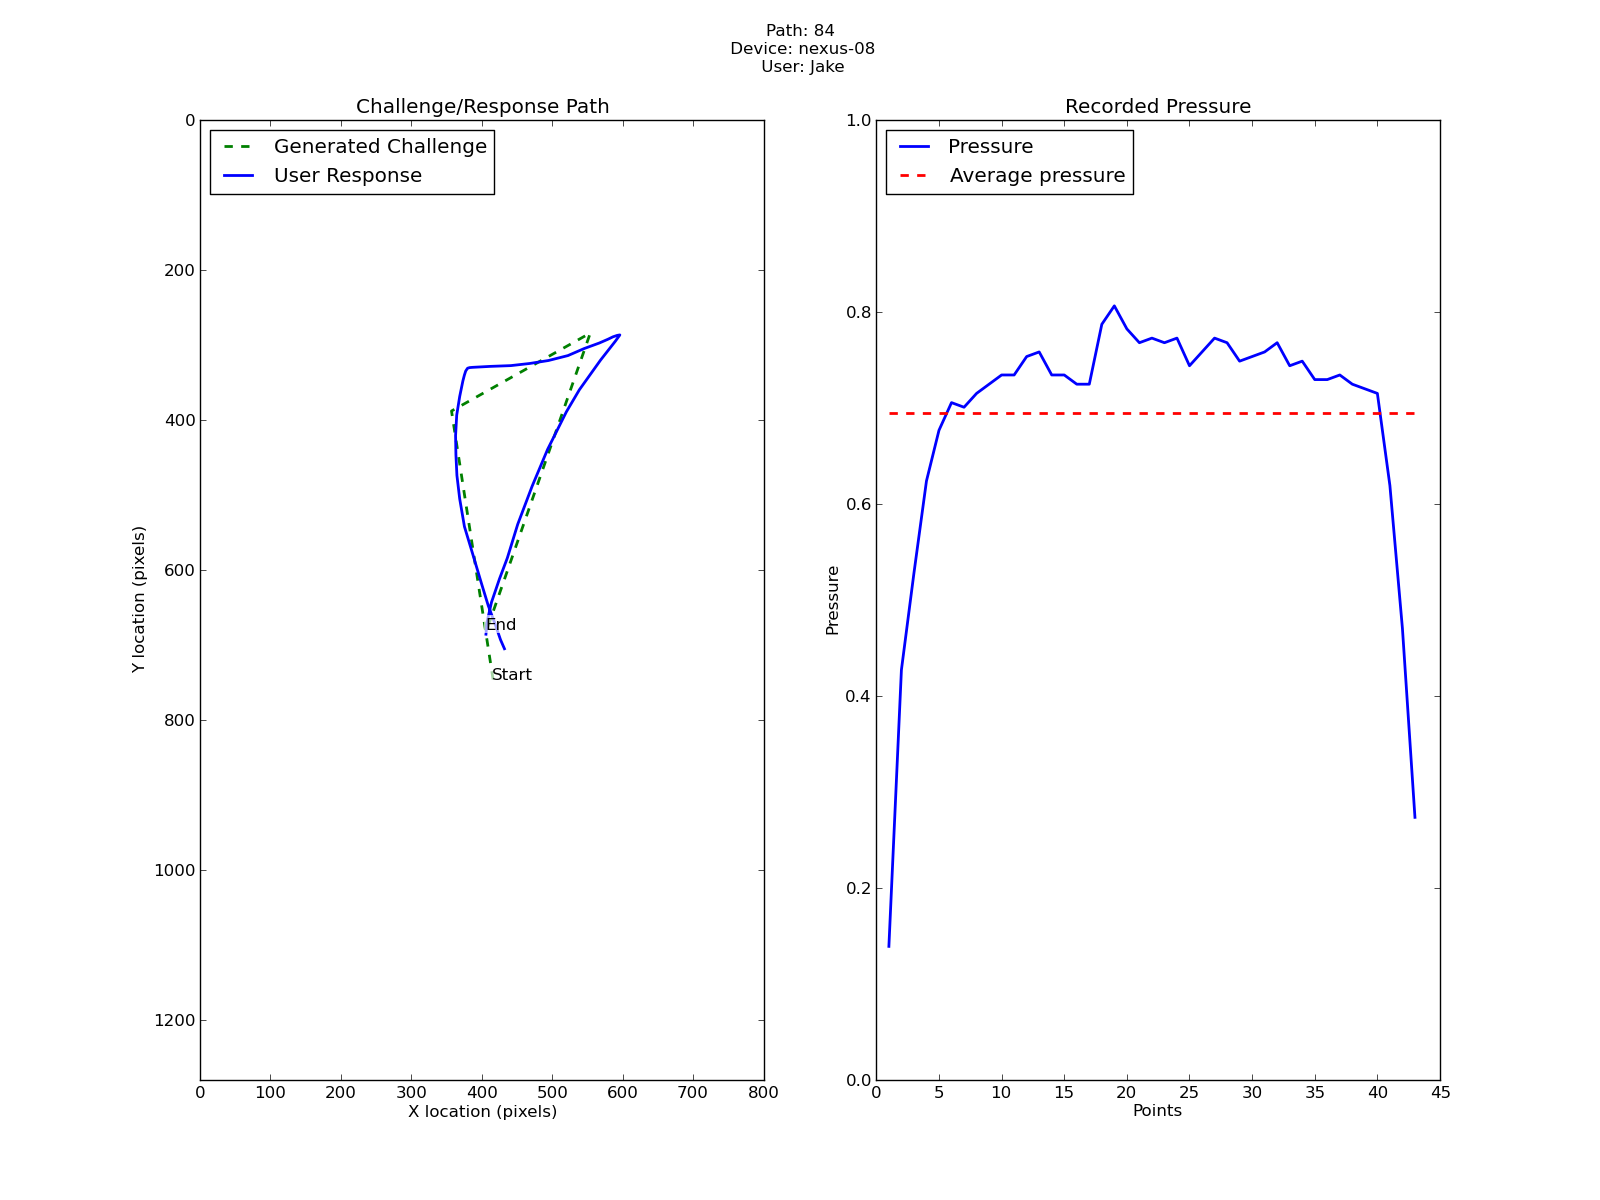 Path: 84
Device: nexus-08
User: Jake
Challenge/Response Path
Generated Challenge
User Response
0
200
400
600
800
1000
1200
Y location (pixels)
End
Start
0 100 200 300 400 500 600 700 800
X location (pixels)
Recorded Pressure
Pressure
Average pressure
1.0
0.8
0.6
0.4
0.2
0.0
Pressure
0 5 10 15 20 25 30 35 40 45
Points